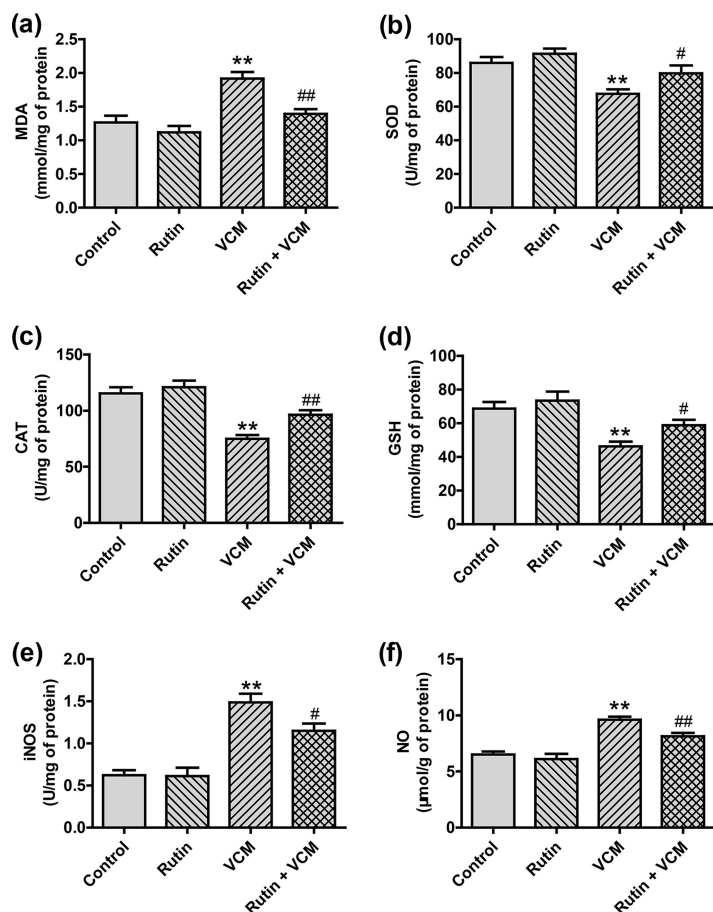 (a)
MDA
(mmol/mg of protein)
2.5
2.0
1.5
1.0
0.5
0.0
**
##
Control
Rutin
VCM
Rutin + VCM
(b)
SOD
(U/mg of protein)
100
80
60
40
20
0
**
#
Control
Rutin
VCM
Rutin + VCM
(c)
CAT
(U/mg of protein)
150
100
50
0
**
##
Control
Rutin
VCM
Rutin + VCM
(d)
GSH
(mmol/mg of protein)
100
80
60
40
20
0
**
#
Control
Rutin
VCM
Rutin + VCM
(e)
iNOS
(U/mg of protein)
2.0
1.5
1.0
0.5
0.0
**
#
Control
Rutin
VCM
Rutin + VCM
(f)
NO
(μmol/g of protein)
15
10
5
0
**
##
Control
Rutin
VCM
Rutin + VCM